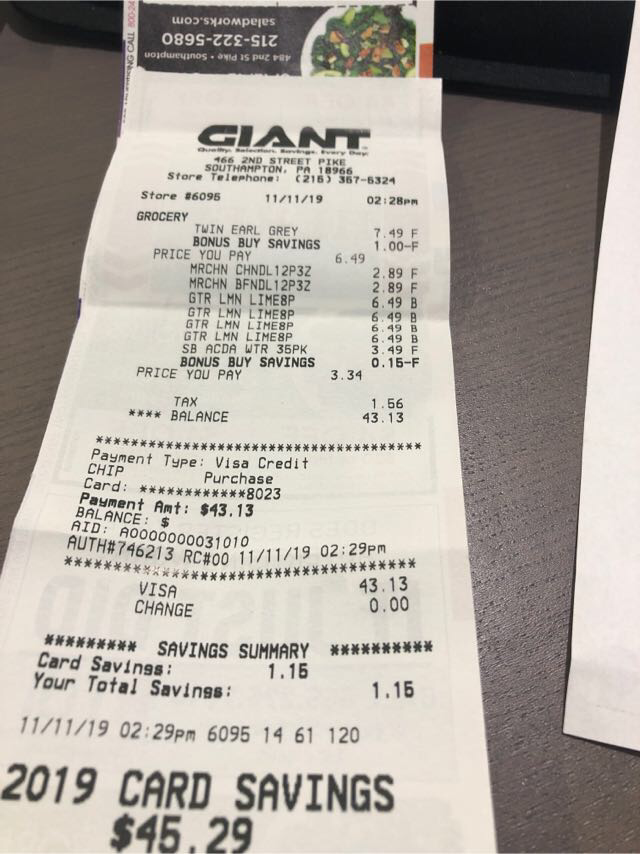 484 2nd St Pike • Southampton
215-322-5680
saladworks.com
GIANT
Quality. Selection. Savings. Every Day.
466 2ND STREET PIKE
SOUTHAMPTON, PA 18966
Store Telephone: (215) 357-5324
Store #6095 11/11/19 02:28pm
GROCERY
TWIN EARL GREY 7.49 F
BONUS BUY SAVINGS 1.00-F
PRICE YOU PAY 6.49
MRCHN CHNDL12P3Z 2.89 F
MRCHN BFNDL12P3Z 2.89 F
GTR LMN LIME8P 6.49 B
GTR LMN LIME8P 6.49 B
GTR LMN LIME8P 6.49 B
GTR LMN LIME8P 6.49 B
SB ACDA WTR 35PK 3.49 F
BONUS BUY SAVINGS 0.15-F
PRICE YOU PAY 3.34
TAX 1.56
**** BALANCE 43.13
**************************************
Payment Type: Visa Credit
CHIP Purchase
Card: ************8023
Payment Amt: $43.13
BALANCE: $
AID: A0000000031010
AUTH#746213 RC#00 11/11/19 02:29pm
**************************************
VISA 43.13
CHANGE 0.00
********* SAVINGS SUMMARY **********
Card Savings: 1.15
Your Total Savings: 1.15
11/11/19 02:29pm 6095 14 61 120
2019 CARD SAVINGS
$45.29